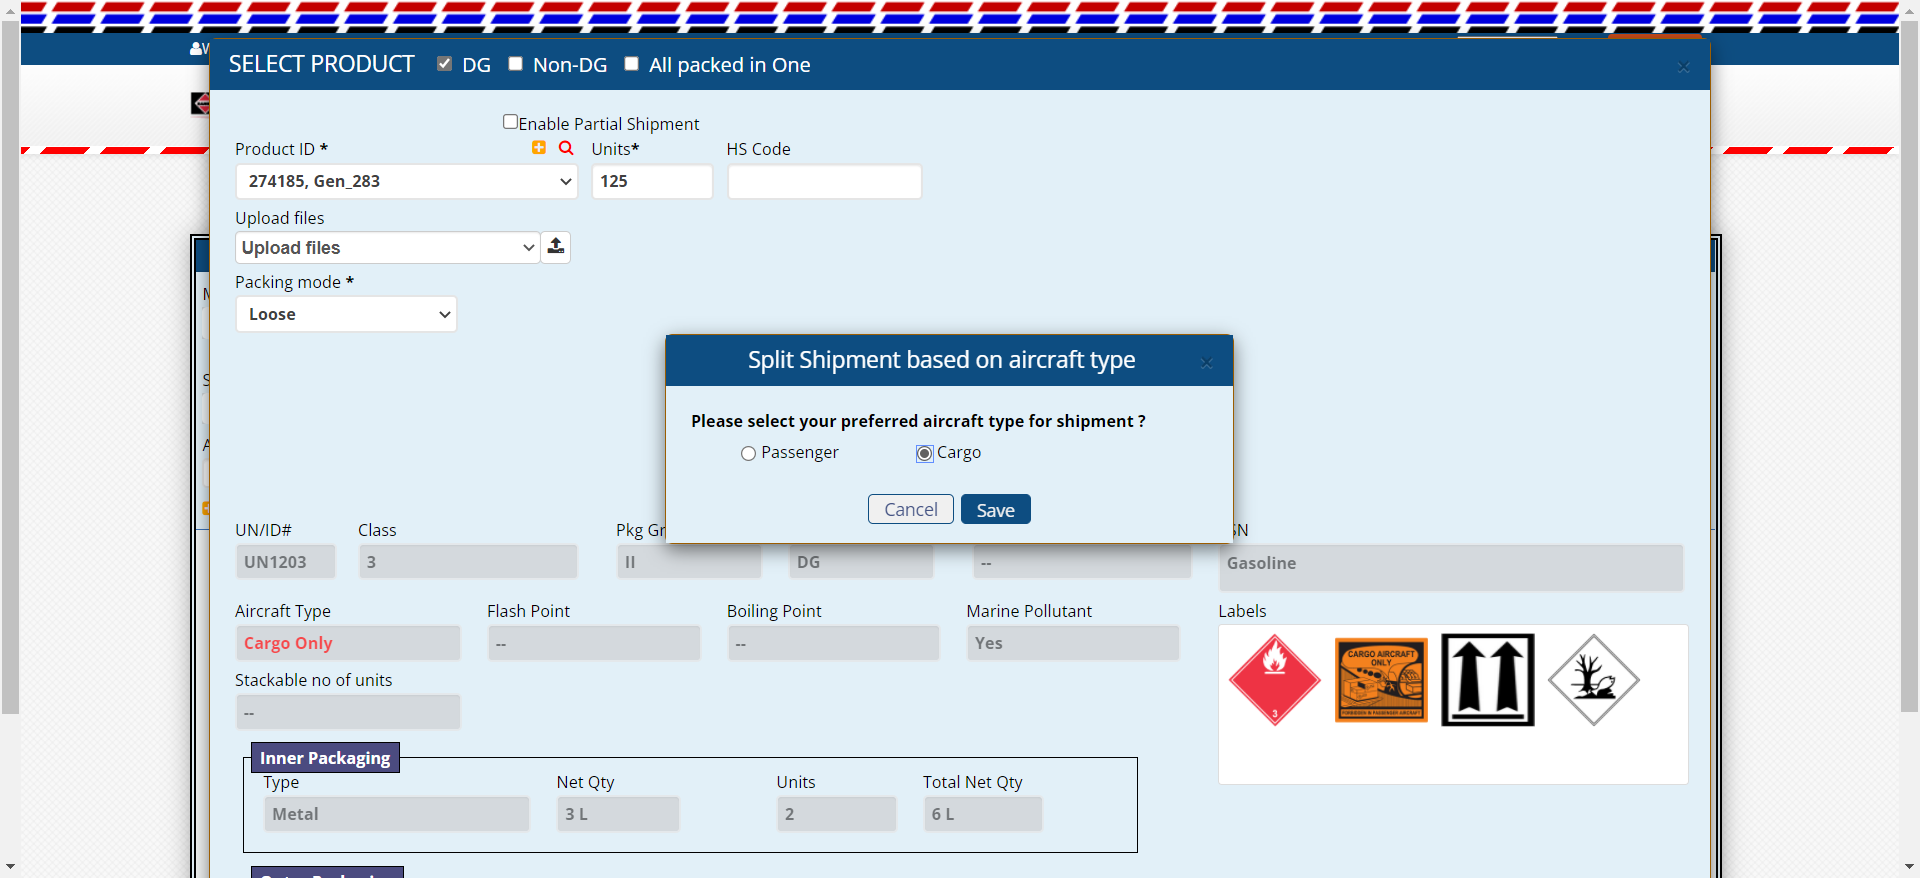 W
SELECT PRODUCT DG Non-DG All packed in One ×
Enable Partial Shipment
Product ID * Units* HS Code
274185, Gen_283 125
Upload files
Upload files
Packing mode *
Loose
Split Shipment based on aircraft type ×
Please select your preferred aircraft type for shipment ?
Passenger Cargo
Cancel Save
UN/ID# Class Pkg Gr SN
UN1203 3 II DG -- Gasoline
Aircraft Type Flash Point Boiling Point Marine Pollutant Labels
Cargo Only -- -- Yes
CARGO AIRCRAFT
ONLY
FORBIDDEN IN PASSENGER AIRCRAFT
3
Stackable no of units
--
Inner Packaging
Type Net Qty Units Total Net Qty
Metal 3 L 2 6 L